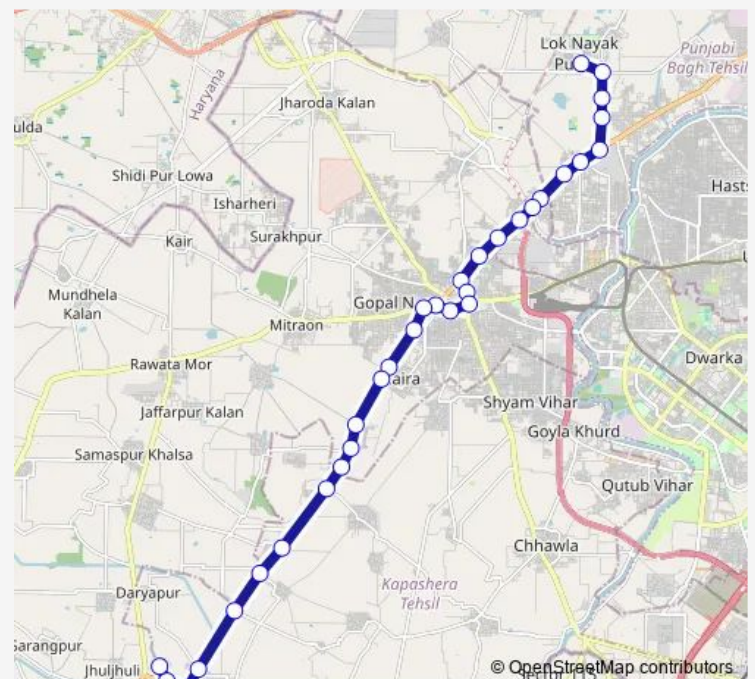 Lok Nayak
Pu
Punjabi
Bagh Tehsil
Haryana
Jharoda Kalan
ulda
Shidi Pur Lowa
Isharheri
Hast
Surakhpur
Kair
Mundhela
Kalan
Gopal N
Mitraon
Rawata Mor
Dwarka
aira
Jaffarpur Kalan
Shyam Vihar
Goyla Khurd
Samaspur Khalsa
Qutub Vihar
Chhawla
Kapashera
Tehsil
Daryapur
Sarangpur
Jhuljhuli
© OpenStreetMap contributors